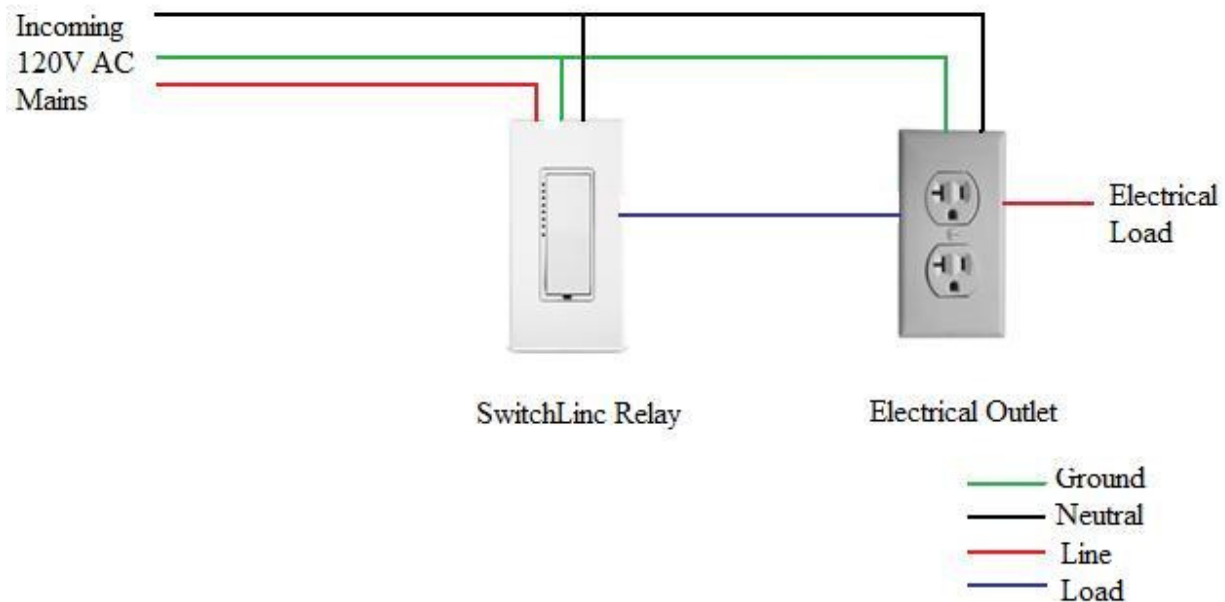 Incoming
120V AC
Mains
Electrical
Load
SwitchLinc Relay
Electrical Outlet
Ground
Neutral
Line
Load